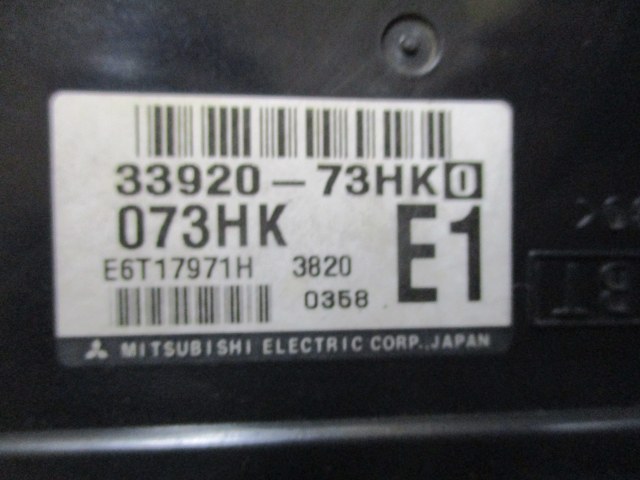 33920-73HK0
073HK
E1
E6T17971H 3820
0358
MITSUBISHI ELECTRIC CORP., JAPAN